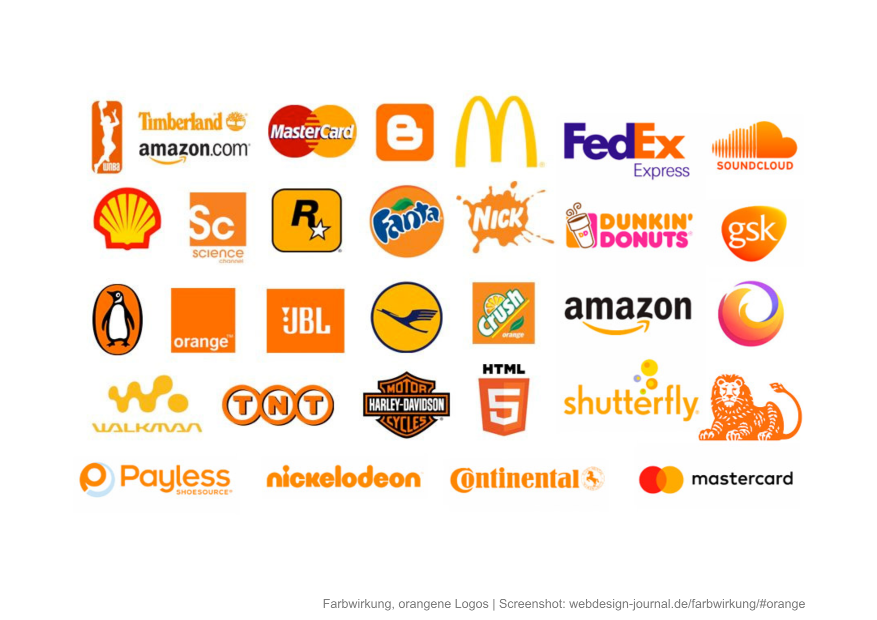 Timberland
amazon.com
WNBA
MasterCard
FedEx
Express
SOUNDCLOUD
Sc
science
channel
R
Fanta
NICK
DUNKIN'
DONUTS
gsk
orange™
JBL
Crush
orange
amazon
WALKMAN
TNT
MOTOR
HARLEY-DAVIDSON
CYCLES
HTML
5
shutterfly
Payless
SHOESOURCE
nickelodeon
Continental
mastercard
Farbwirkung, orangene Logos | Screenshot: webdesign-journal.de/farbwirkung/#orange